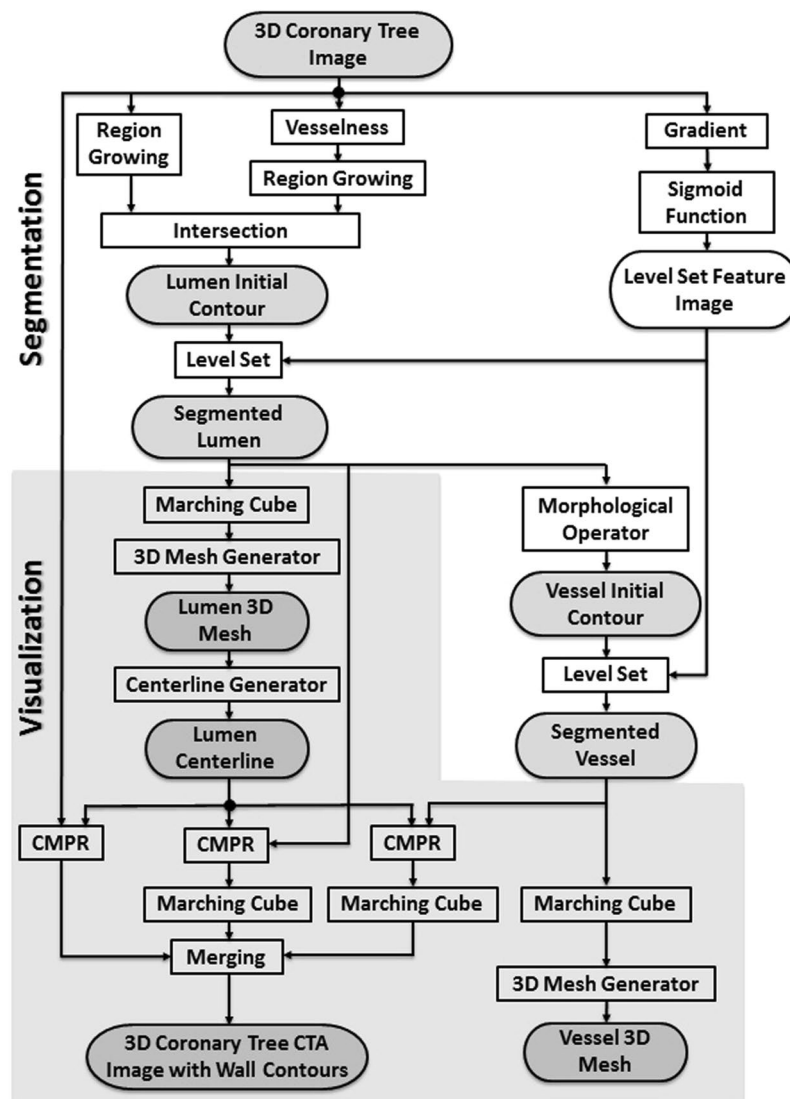 3D Coronary Tree
Image
Region
Growing
Vesselness
Gradient
Region Growing
Sigmoid
Function
Intersection
Segmentation
Lumen Initial
Contour
Level Set Feature
Image
Level Set
Segmented
Lumen
Marching Cube
Morphological
Operator
3D Mesh Generator
Lumen 3D
Mesh
Vessel Initial
Contour
Visualization
Centerline Generator
Level Set
Lumen
Centerline
Segmented
Vessel
CMPR
CMPR
CMPR
Marching Cube
Marching Cube
Marching Cube
Merging
3D Mesh Generator
3D Coronary Tree CTA
Image with Wall Contours
Vessel 3D
Mesh